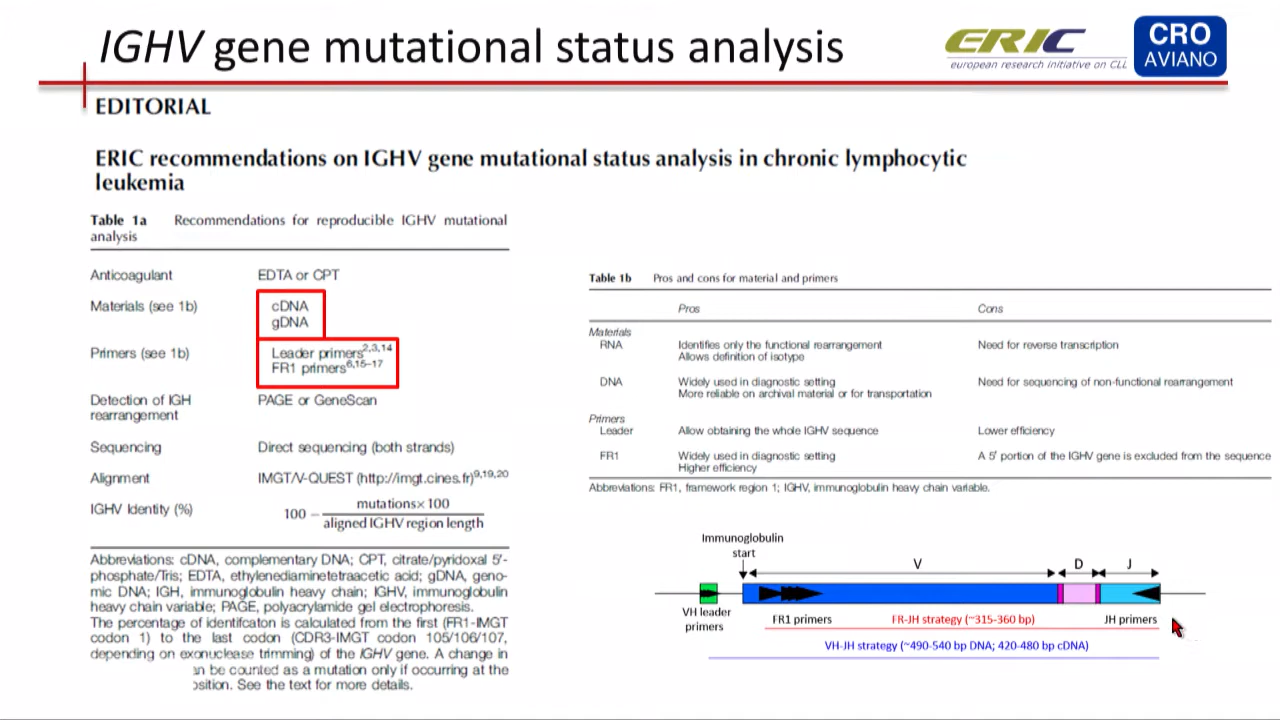 IGHV gene mutational status analysis
ERIC
european research initiative on CLL
CRO
AVIANO
EDITORIAL
ERIC recommendations on IGHV gene mutational status analysis in chronic lymphocytic
leukemia
Table 1a Recommendations for reproducible IGHV mutational
analysis
Anticoagulant EDTA or CPT
Materials (see 1b) cDNA
gDNA
Primers (see 1b) Leader primers2,3,14
FR1 primers6,15–17
Detection of IGH PAGE or GeneScan
rearrangement
Sequencing Direct sequencing (both strands)
Alignment IMGT/V-QUEST (http://imgt.cines.fr)9,19,20
IGHV Identity (%) 100 – mutations× 100
aligned IGHV region length
Abbreviations: cDNA, complementary DNA; CPT, citrate/pyridoxal 5′-
phosphate/Tris; EDTA, ethylenediaminetetraacetic acid; gDNA, geno-
mic DNA; IGH, immunoglobulin heavy chain; IGHV, immunoglobulin
heavy chain variable; PAGE, polyacrylamide gel electrophoresis.
The percentage of identifcaton is calculated from the first (FR1-IMGT
codon 1) to the last codon (CDR3-IMGT codon 105/106/107,
depending on exonuclease trimming) of the IGHV gene. A change in
be counted as a mutation only if occurring at the
See the text for more details.
Table 1b Pros and cons for material and primers
Pros Cons
Materials
RNA Identifies only the functional rearrangement Need for reverse transcription
Allows definition of isotype
DNA Widely used in diagnostic setting Need for sequencing of non-functional rearrangement
More reliable on archival material or for transportation
Primers
Leader Allow obtaining the whole IGHV sequence Lower efficiency
FR1 Widely used in diagnostic setting A 5′ portion of the IGHV gene is excluded from the sequence
Higher efficiency
Abbreviations: FR1, framework region 1; IGHV, immunoglobulin heavy chain variable.
Immunoglobulin
start
V D J
VH leader
primers
FR1 primers FR-JH strategy (~315-360 bp) JH primers
VH-JH strategy (~490-540 bp DNA; 420-480 bp cDNA)